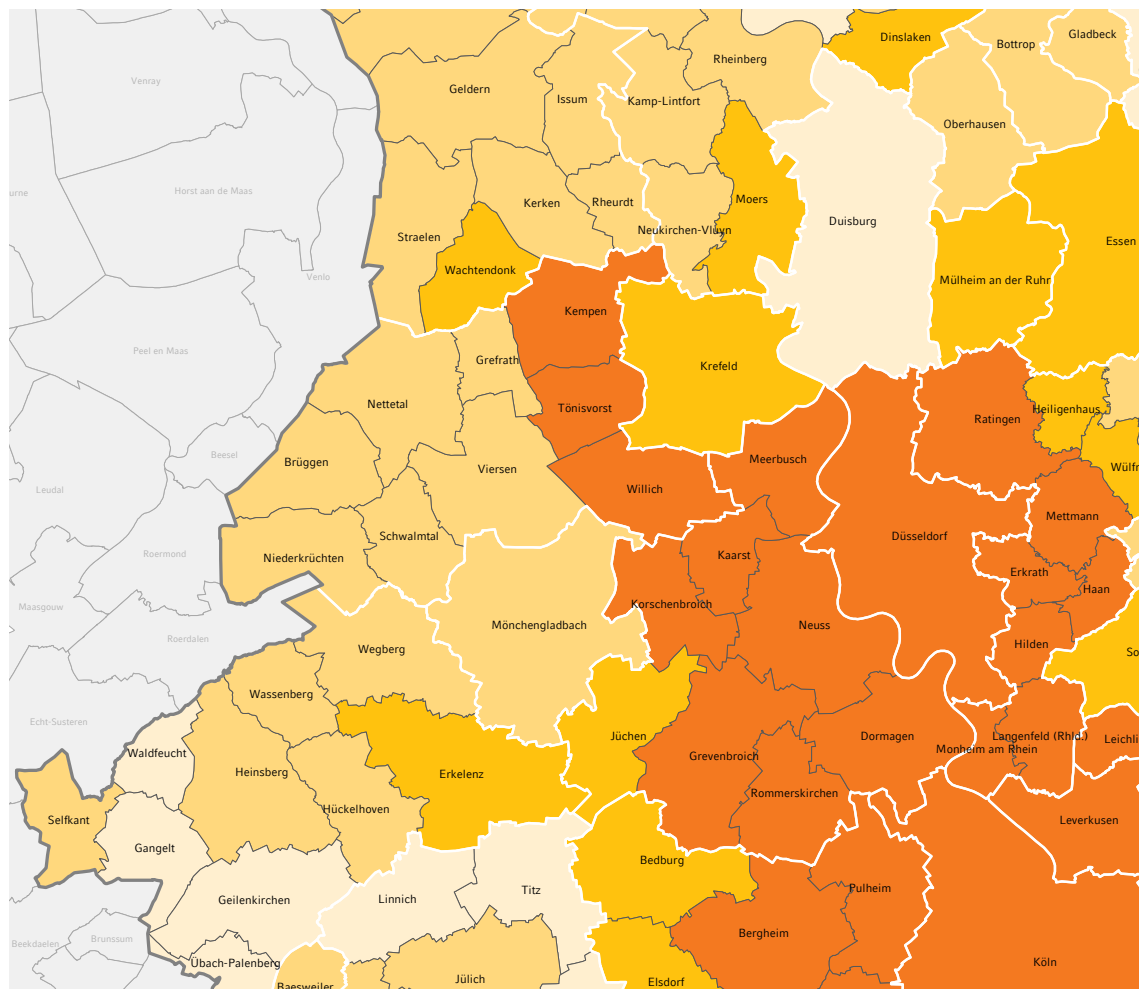 Gladbeck
Dinslaken
Bottrop
Rheinberg
Venray
Geldern
Issum
Kamp-Lintfort
Oberhausen
Horst aan de Maas
urne
Kerken
Rheurdt
Moers
Duisburg
Neukirchen-Vluyn
Straelen
Essen
Wachtendonk
Venlo
Mülheim an der Ruhr
Kempen
Peel en Maas
Grefrath
Krefeld
Nettetal
Tönisvorst
Heiligenhaus
Ratingen
Beesel
Meerbusch
Brüggen
Viersen
Wülfr
Leudal
Willich
Mettmann
Schwalmtal
Düsseldorf
Roermond
Kaarst
Niederkrüchten
Erkrath
Haan
Maasgouw
Korschenbroich
Mönchengladbach
Neuss
Roerdalen
Hilden
Wegberg
So
Wassenberg
Echt-Susteren
Jüchen
Dormagen
Langenfeld (Rhld.)
Leichli
Monheim am Rhein
Waldfeucht
Grevenbroich
Heinsberg
Erkelenz
Rommerskirchen
Hückelhoven
Selfkant
Leverkusen
Gangelt
Bedburg
Pulheim
Titz
Geilenkirchen
Linnich
Bergheim
Brunssum
Beekdaelen
Übach-Palenberg
Köln
Jülich
Elsdorf
Baesweiler